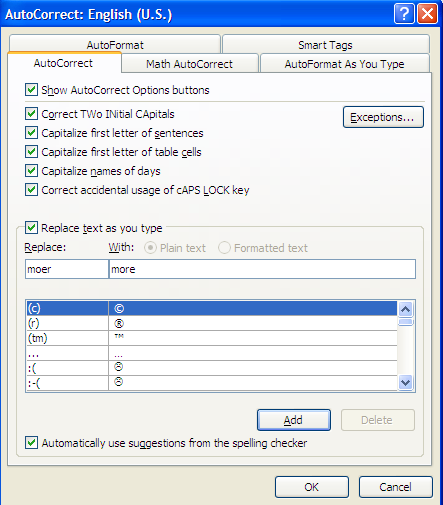 AutoCorrect: English (U.S.)
AutoFormat Smart Tags
AutoCorrect Math AutoCorrect AutoFormat As You Type
Show AutoCorrect Options buttons
Correct TWo INitial CApitals Exceptions...
Capitalize first letter of sentences
Capitalize first letter of table cells
Capitalize names of days
Correct accidental usage of cAPS LOCK key
Replace text as you type
Replace: With: Plain text Formatted text
moer more
(c) ©
(r) ®
(tm) ™
... …
:( ☹
:-( ☹
Add Delete
Automatically use suggestions from the spelling checker
OK Cancel